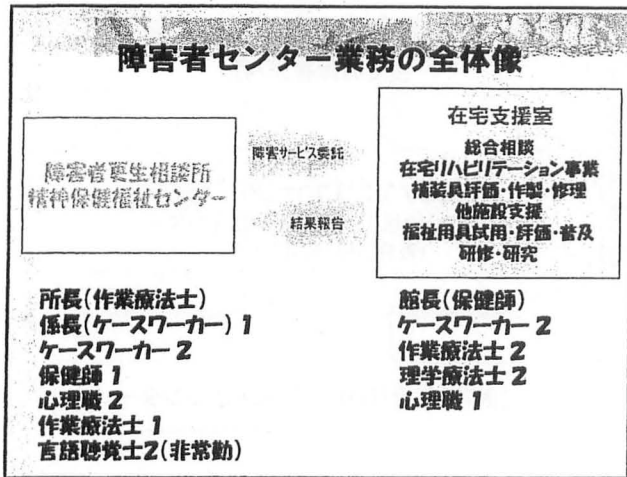 障害者センター業務の全体像
障害者更生相談所
精神保健福祉センター
障害サービス委託
結果報告
在宅支援室
総合相談
在宅リハビリテーション事業
補装具評価・作製・修理
他施設支援
福祉用具試用・評価・普及
研修・研究
所長(作業療法士)
係長(ケースワーカー) 1
ケースワーカー 2
保健師 1
心理職 2
作業療法士 1
言語聴覚士2(非常勤)
館長(保健師)
ケースワーカー 2
作業療法士 2
理学療法士 2
心理職 1